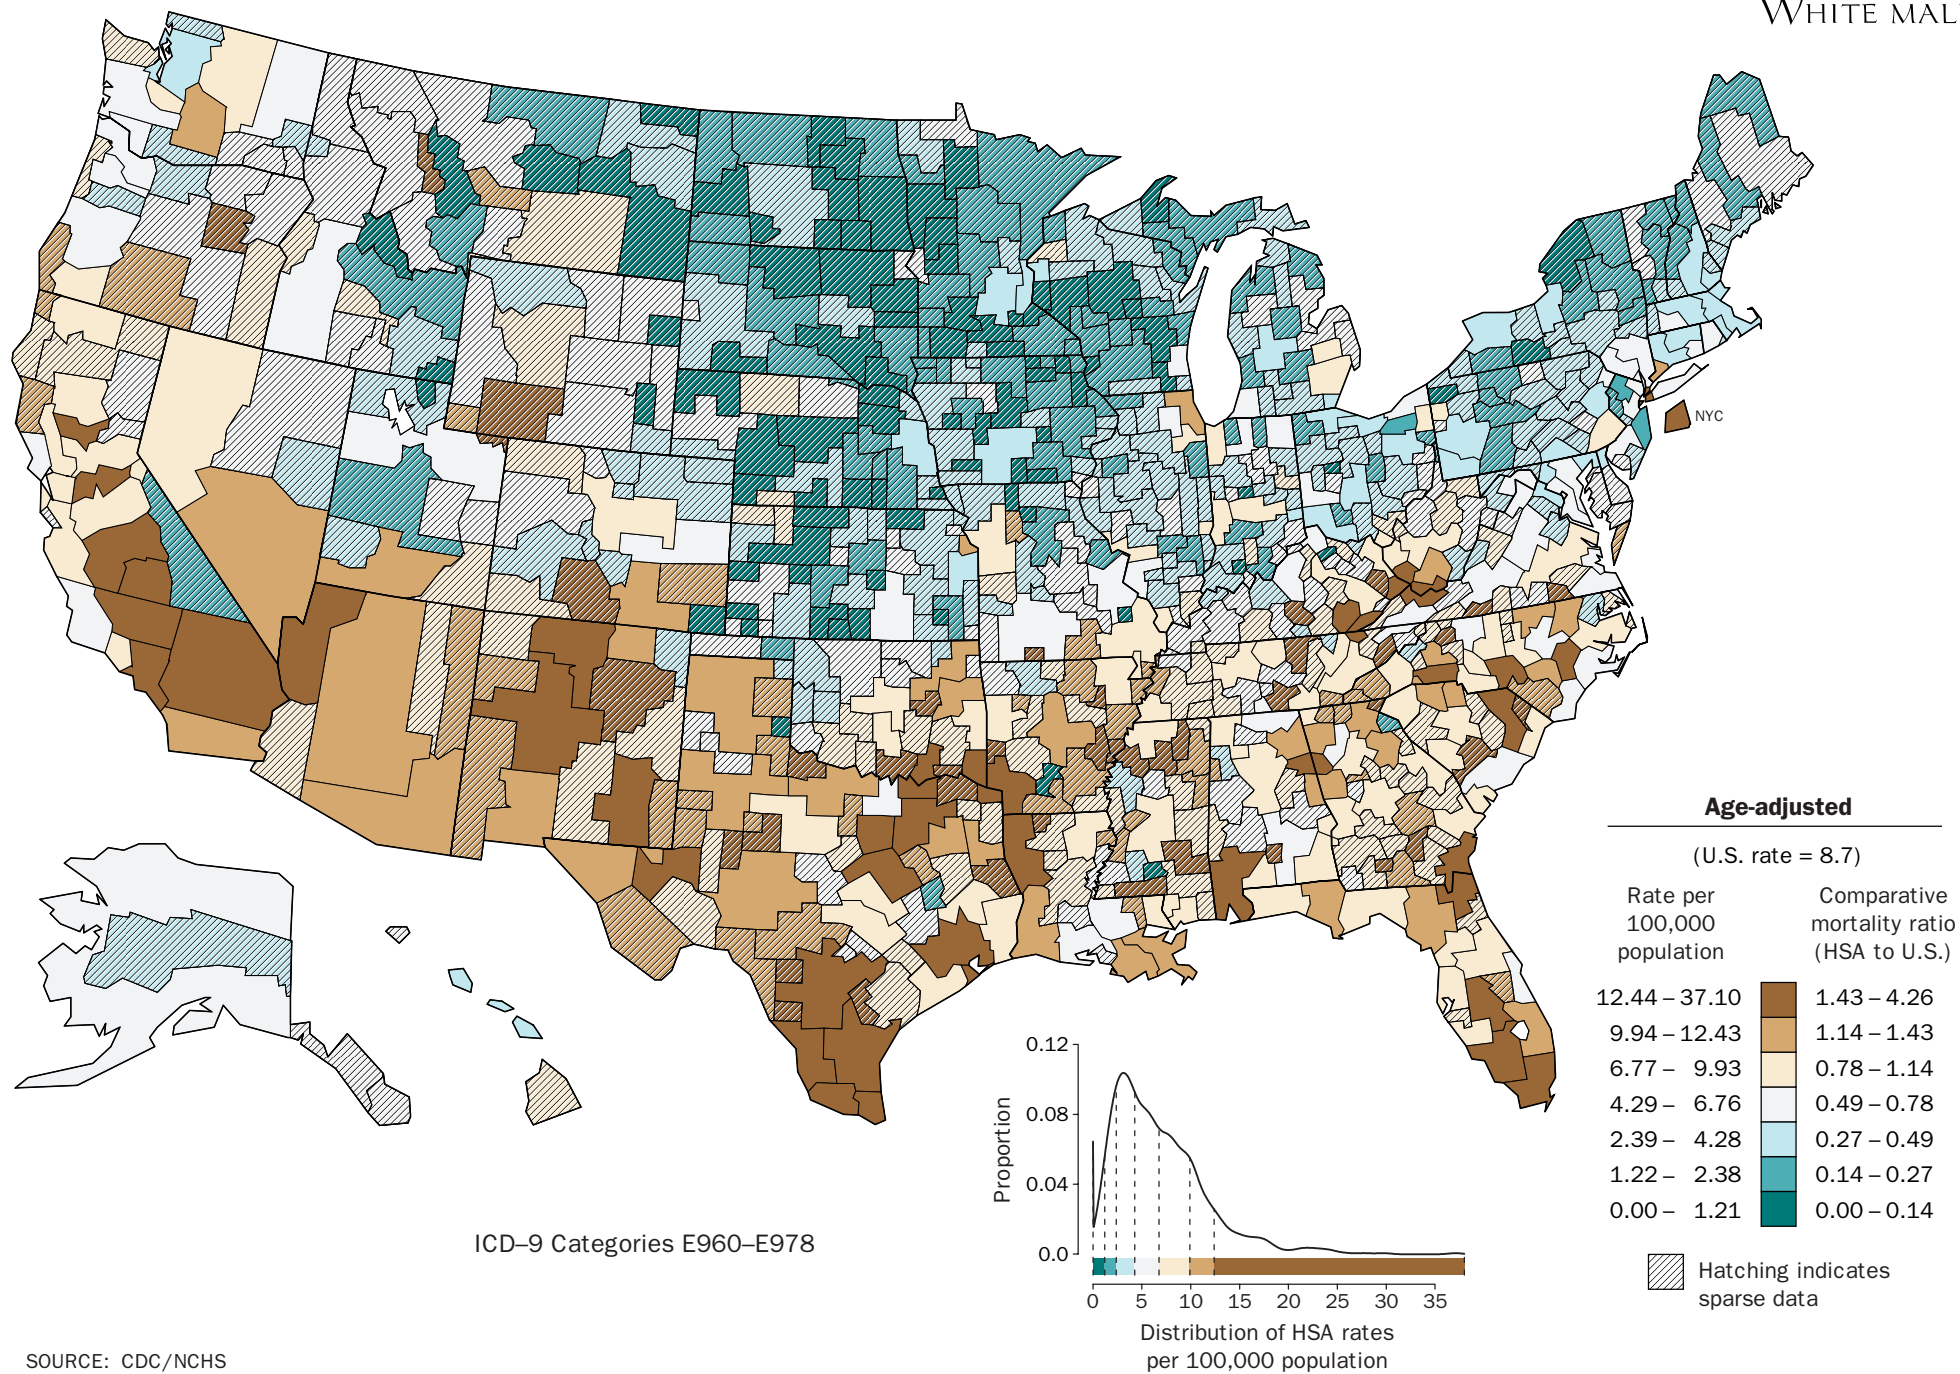 WHITE MAL
NYC
Age-adjusted
(U.S. rate = 8.7)
Rate per
100,000
population
Comparative
mortality ratio
(HSA to U.S.)
12.44 – 37.10 1.43 – 4.26
9.94 – 12.43 1.14 – 1.43
6.77 – 9.93 0.78 – 1.14
4.29 – 6.76 0.49 – 0.78
2.39 – 4.28 0.27 – 0.49
1.22 – 2.38 0.14 – 0.27
0.00 – 1.21 0.00 – 0.14
Hatching indicates
sparse data
0.12
0.08
0.04
0.0
Proportion
0 5 10 15 20 25 30 35
Distribution of HSA rates
per 100,000 population
ICD–9 Categories E960–E978
SOURCE: CDC/NCHS